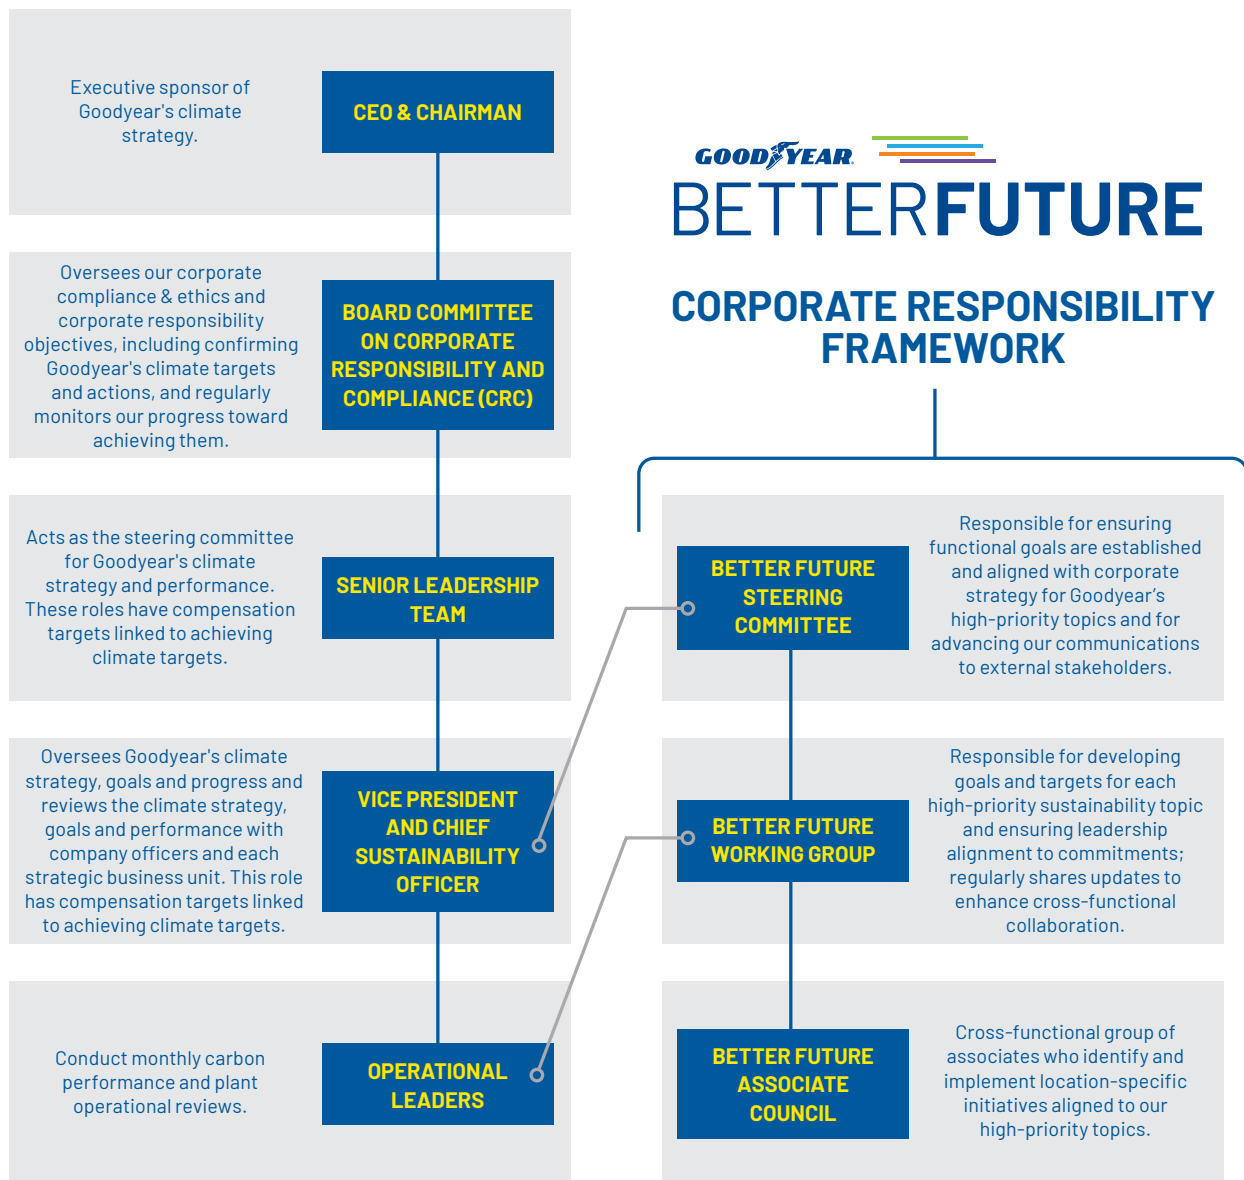 Executive sponsor of
Goodyear's climate
strategy.
CEO & CHAIRMAN
Oversees our corporate
compliance & ethics and
corporate responsibility
objectives, including confirming
Goodyear's climate targets
and actions, and regularly
monitors our progress toward
achieving them.
BOARD COMMITTEE
ON CORPORATE
RESPONSIBILITY AND
COMPLIANCE (CRC)
Acts as the steering committee
for Goodyear's climate
strategy and performance.
These roles have compensation
targets linked to achieving
climate targets.
SENIOR LEADERSHIP
TEAM
Oversees Goodyear's climate
strategy, goals and progress and
reviews the climate strategy,
goals and performance with
company officers and each
strategic business unit. This role
has compensation targets linked
to achieving climate targets.
VICE PRESIDENT
AND CHIEF
SUSTAINABILITY
OFFICER
Conduct monthly carbon
performance and plant
operational reviews.
OPERATIONAL
LEADERS
GOODYEAR
BETTERFUTURE
CORPORATE RESPONSIBILITY
FRAMEWORK
BETTER FUTURE
STEERING
COMMITTEE
Responsible for ensuring
functional goals are established
and aligned with corporate
strategy for Goodyear’s
high-priority topics and for
advancing our communications
to external stakeholders.
BETTER FUTURE
WORKING GROUP
Responsible for developing
goals and targets for each
high-priority sustainability topic
and ensuring leadership
alignment to commitments;
regularly shares updates to
enhance cross-functional
collaboration.
BETTER FUTURE
ASSOCIATE
COUNCIL
Cross-functional group of
associates who identify and
implement location-specific
initiatives aligned to our
high-priority topics.